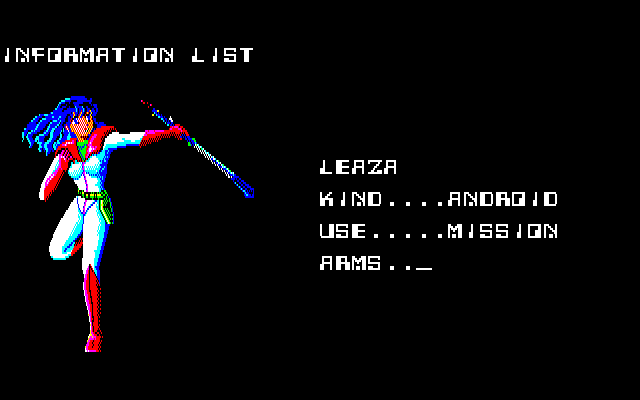 INFORMATION LIST
LEAZA
KIND....ANDROID
USE.....MISSION
ARMS.._